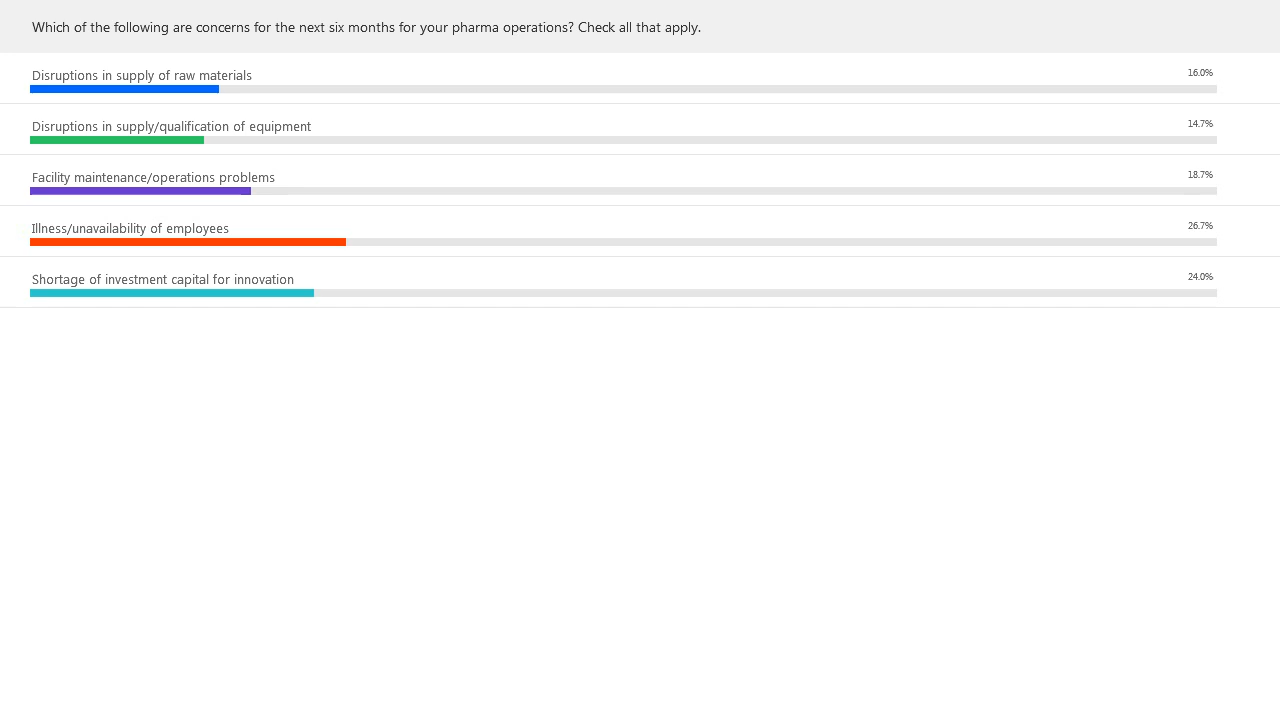 Which of the following are concerns for the next six months for your pharma operations? Check all that apply.
Disruptions in supply of raw materials 16.0%
Disruptions in supply/qualification of equipment 14.7%
Facility maintenance/operations problems 18.7%
Illness/unavailability of employees 26.7%
Shortage of investment capital for innovation 24.0%